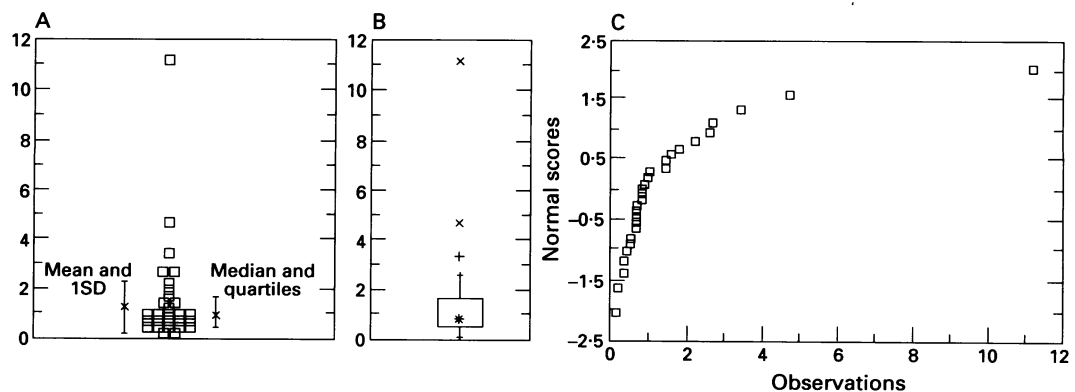 A
12
10
8
6
4
2
0
Mean and
1SD
Median and
quartiles
B
12
10
8
6
4
2
0
C
Normal scores
2·5
1·5
0·5
−0·5
−1·5
−2·5
0 2 4 6 8 10 12
Observations